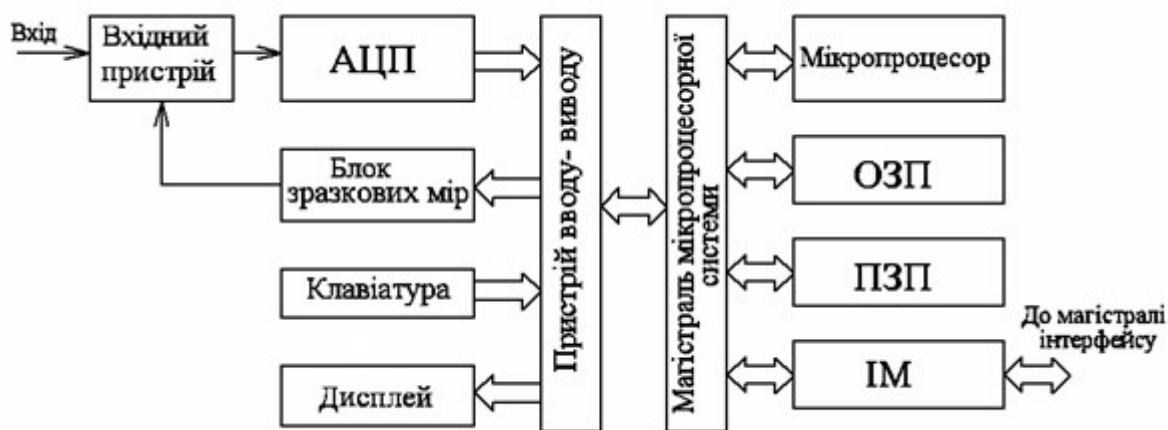 Вхід
Вхідний
пристрій
АЦП
Блок
зразкових мір
Клавіатура
Дисплей
Пристрій вводу- виводу
Магістраль мікропроцесорної
системи
Мікропроцесор
ОЗП
ПЗП
ІМ
До магістралі
інтерфейсу